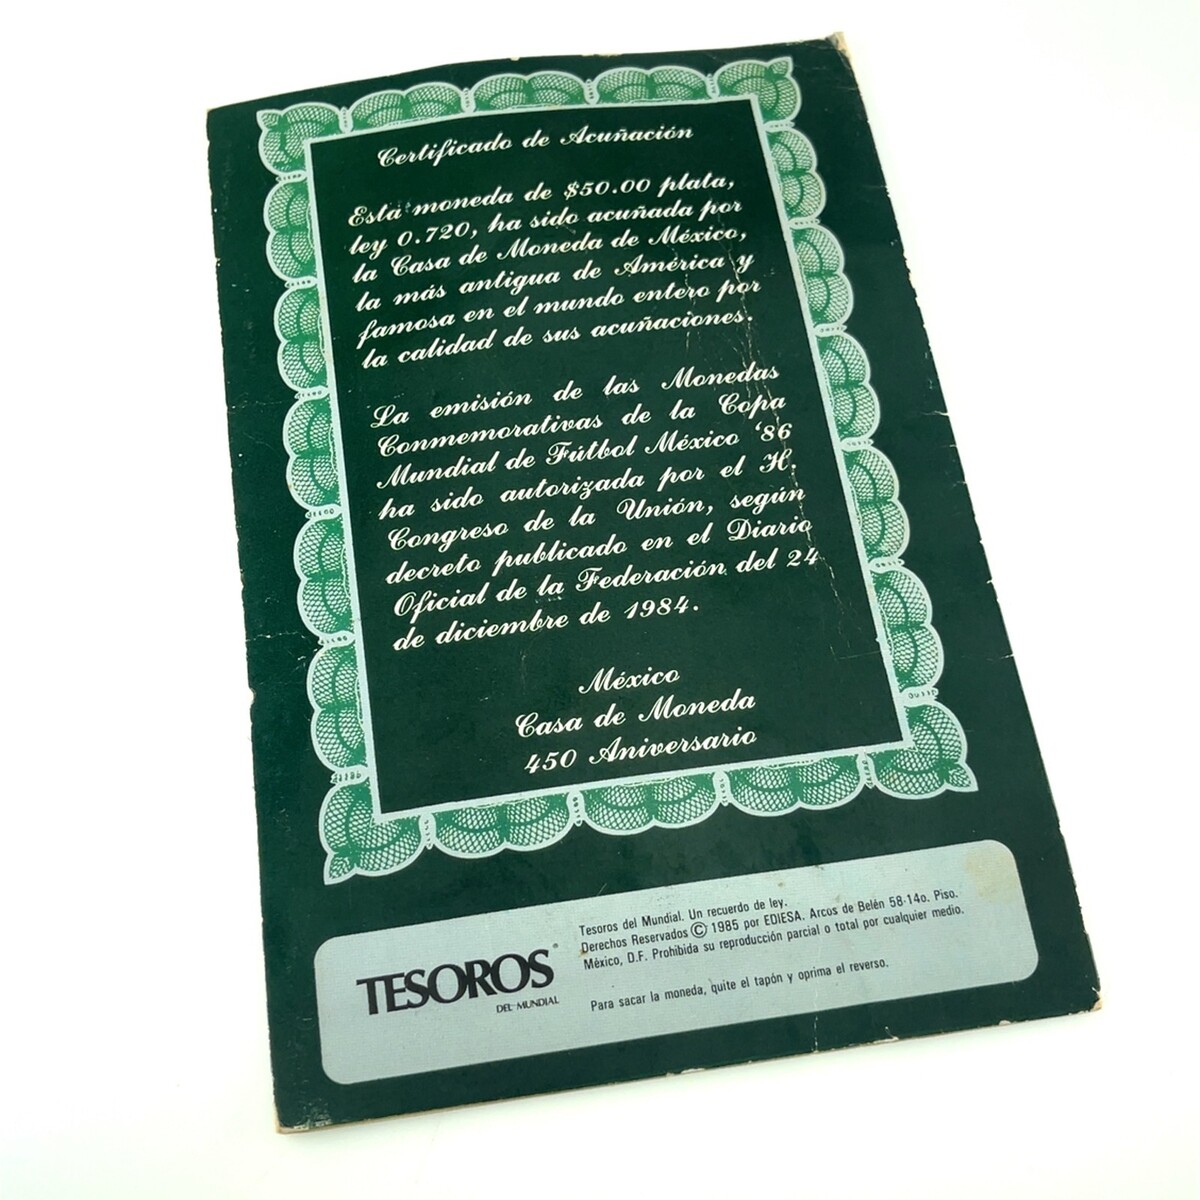 Certificado de Acuñación
Esta moneda de $50.00 plata,
ley 0.720, ha sido acuñada por
la Casa de Moneda de México,
la más antigua de América y
famosa en el mundo entero por
la calidad de sus acuñaciones.
La emisión de las Monedas
Conmemorativas de la Copa
Mundial de Fútbol México '86
ha sido autorizada por el H.
Congreso de la Unión, según
decreto publicado en el Diario
Oficial de la Federación del 24
de diciembre de 1984.
México
Casa de Moneda
450 Aniversario
TESOROS®
DEL MUNDIAL
Tesoros del Mundial. Un recuerdo de ley.
Derechos Reservados © 1985 por EDIESA. Arcos de Belén 58-14o. Piso.
México, D.F. Prohibida su reproducción parcial o total por cualquier medio.
Para sacar la moneda, quite el tapón y oprima el reverso.